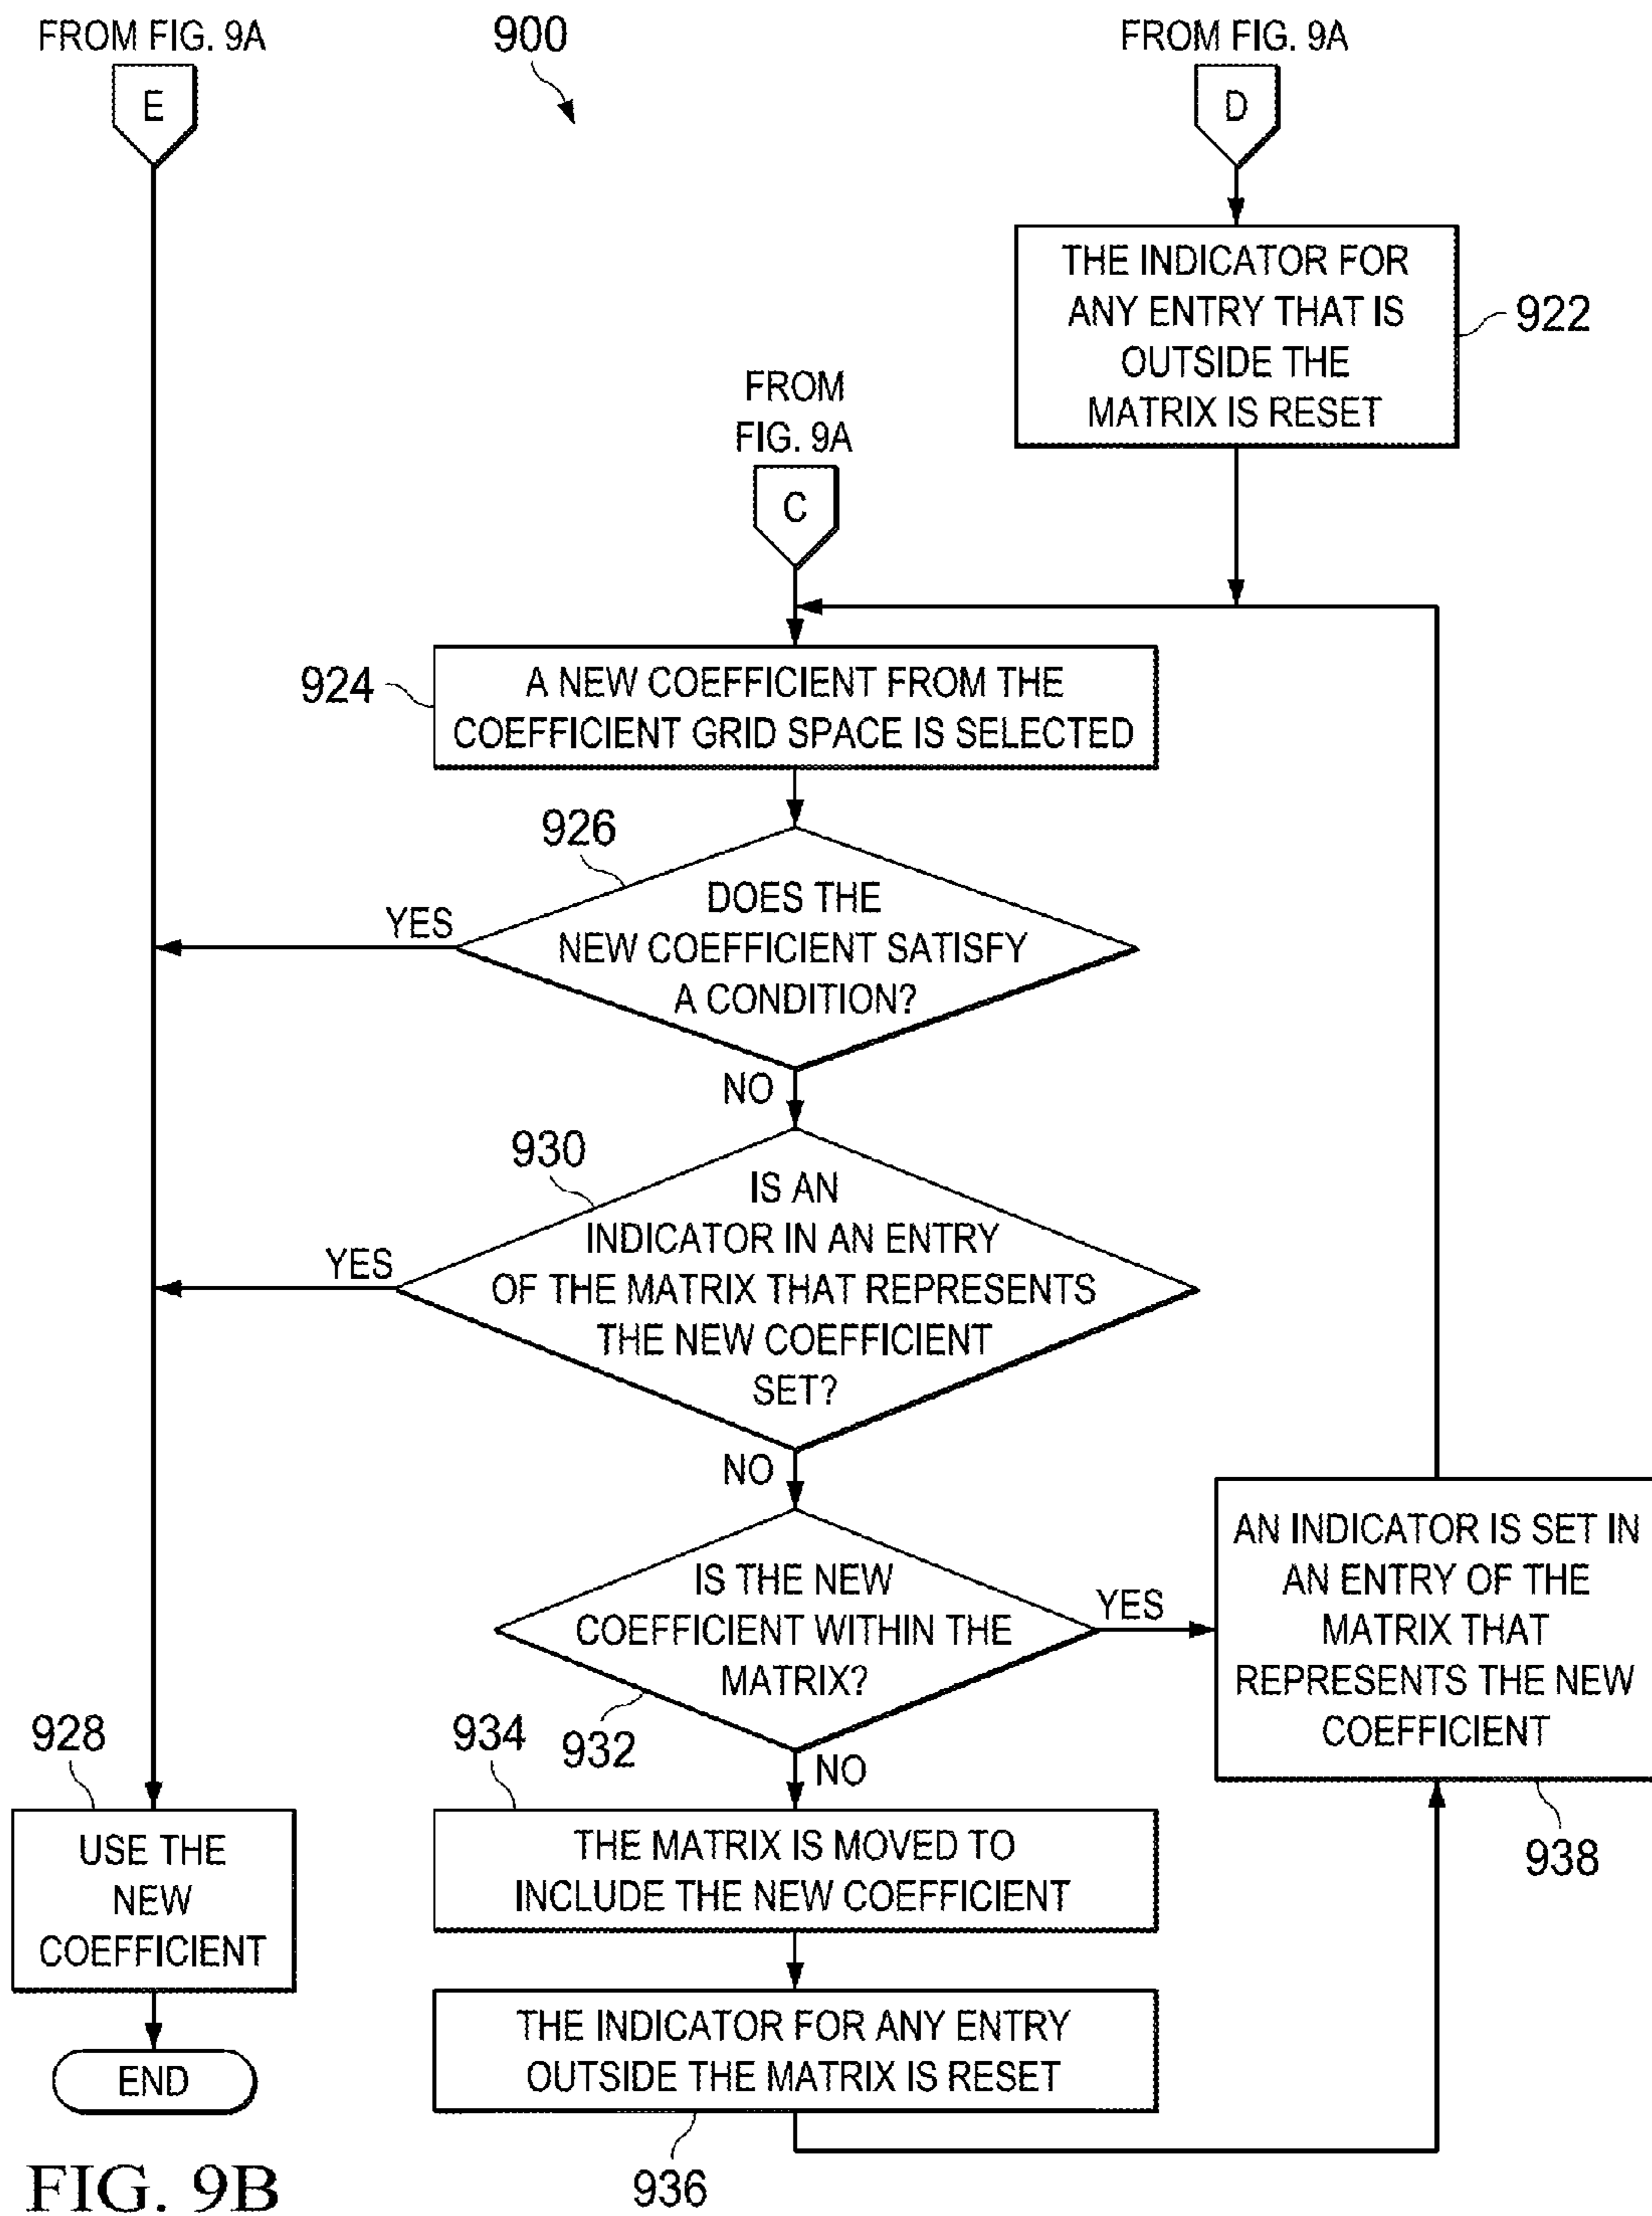 FROM FIG. 9A
E
900
FROM FIG. 9A
D
THE INDICATOR FOR
ANY ENTRY THAT IS
OUTSIDE THE
MATRIX IS RESET
922
FROM
FIG. 9A
C
924
A NEW COEFFICIENT FROM THE
COEFFICIENT GRID SPACE IS SELECTED
926
DOES THE
NEW COEFFICIENT SATISFY
A CONDITION?
YES
NO
930
IS AN
INDICATOR IN AN ENTRY
OF THE MATRIX THAT REPRESENTS
THE NEW COEFFICIENT
SET?
YES
NO
IS THE NEW
COEFFICIENT WITHIN THE
MATRIX?
932
YES
NO
AN INDICATOR IS SET IN
AN ENTRY OF THE
MATRIX THAT
REPRESENTS THE NEW
COEFFICIENT
938
934
THE MATRIX IS MOVED TO
INCLUDE THE NEW COEFFICIENT
THE INDICATOR FOR ANY ENTRY
OUTSIDE THE MATRIX IS RESET
936
928
USE THE
NEW
COEFFICIENT
END
FIG. 9B